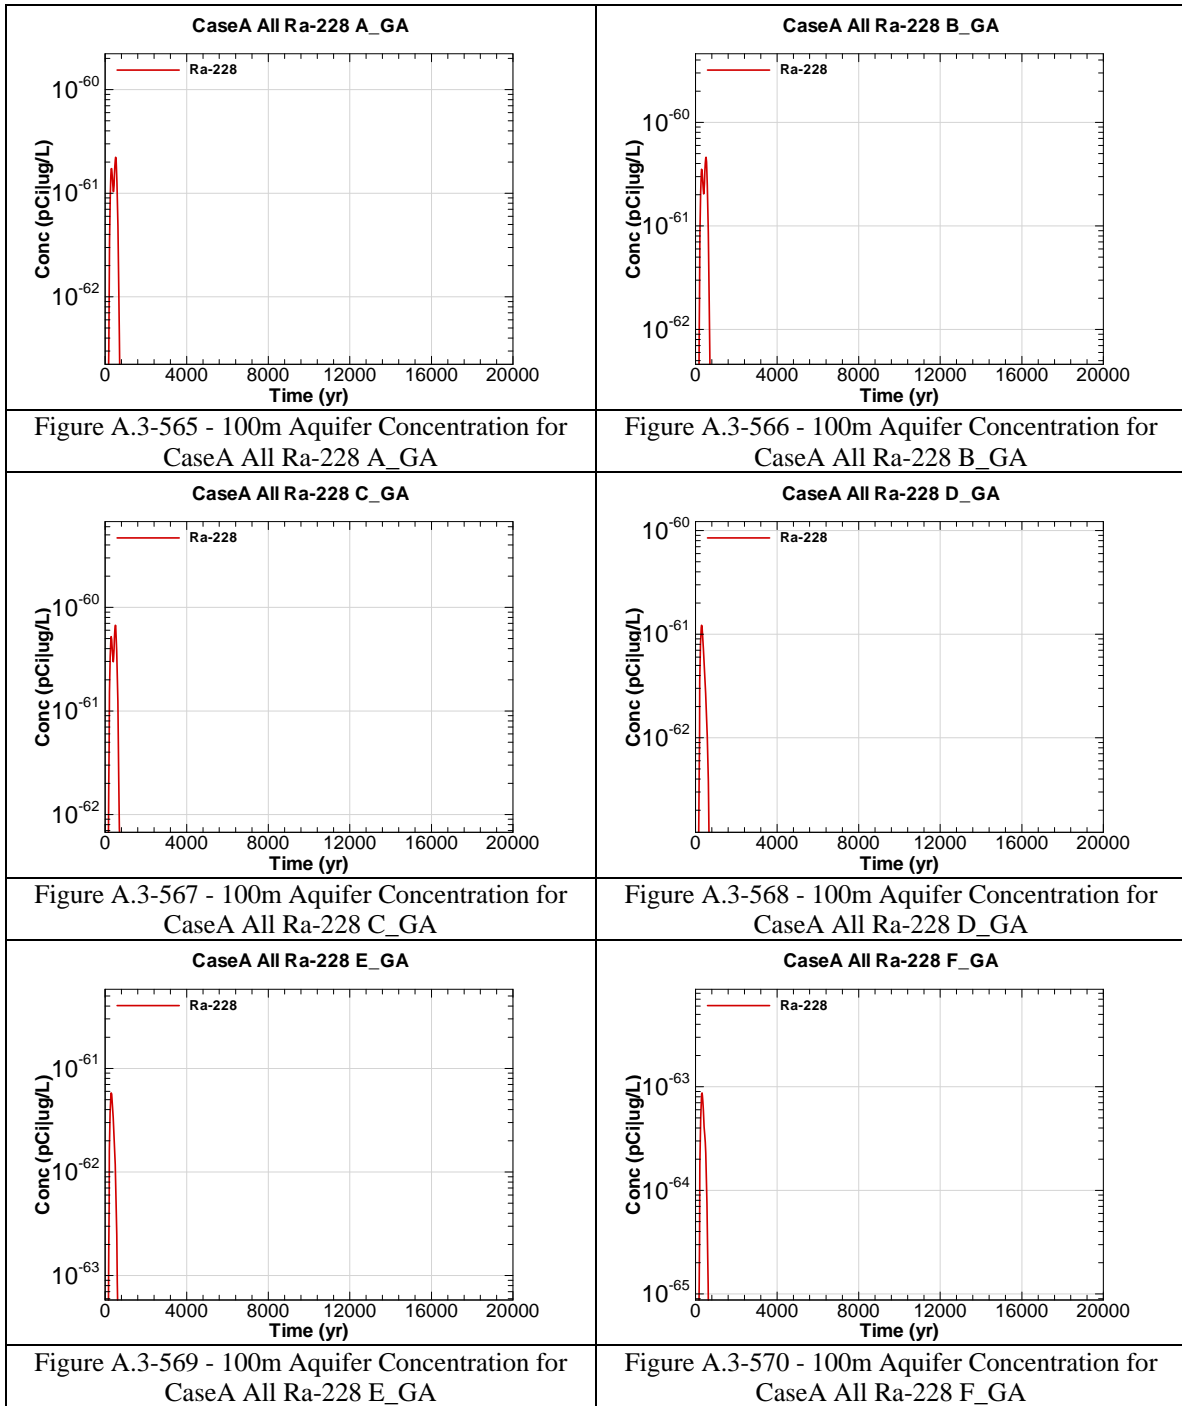 CaseA All Ra-228 A_GA
Ra-228
10-60
10-61
10-62
Conc (pCi|ug/L)
0 4000 8000 12000 16000 20000
Time (yr)
Figure A.3-565 - 100m Aquifer Concentration for
CaseA All Ra-228 A_GA
CaseA All Ra-228 B_GA
Ra-228
10-60
10-61
10-62
Conc (pCi|ug/L)
0 4000 8000 12000 16000 20000
Time (yr)
Figure A.3-566 - 100m Aquifer Concentration for
CaseA All Ra-228 B_GA
CaseA All Ra-228 C_GA
Ra-228
10-60
10-61
10-62
Conc (pCi|ug/L)
0 4000 8000 12000 16000 20000
Time (yr)
Figure A.3-567 - 100m Aquifer Concentration for
CaseA All Ra-228 C_GA
CaseA All Ra-228 D_GA
Ra-228
10-60
10-61
10-62
Conc (pCi|ug/L)
0 4000 8000 12000 16000 20000
Time (yr)
Figure A.3-568 - 100m Aquifer Concentration for
CaseA All Ra-228 D_GA
CaseA All Ra-228 E_GA
Ra-228
10-61
10-62
10-63
Conc (pCi|ug/L)
0 4000 8000 12000 16000 20000
Time (yr)
Figure A.3-569 - 100m Aquifer Concentration for
CaseA All Ra-228 E_GA
CaseA All Ra-228 F_GA
Ra-228
10-63
10-64
10-65
Conc (pCi|ug/L)
0 4000 8000 12000 16000 20000
Time (yr)
Figure A.3-570 - 100m Aquifer Concentration for
CaseA All Ra-228 F_GA